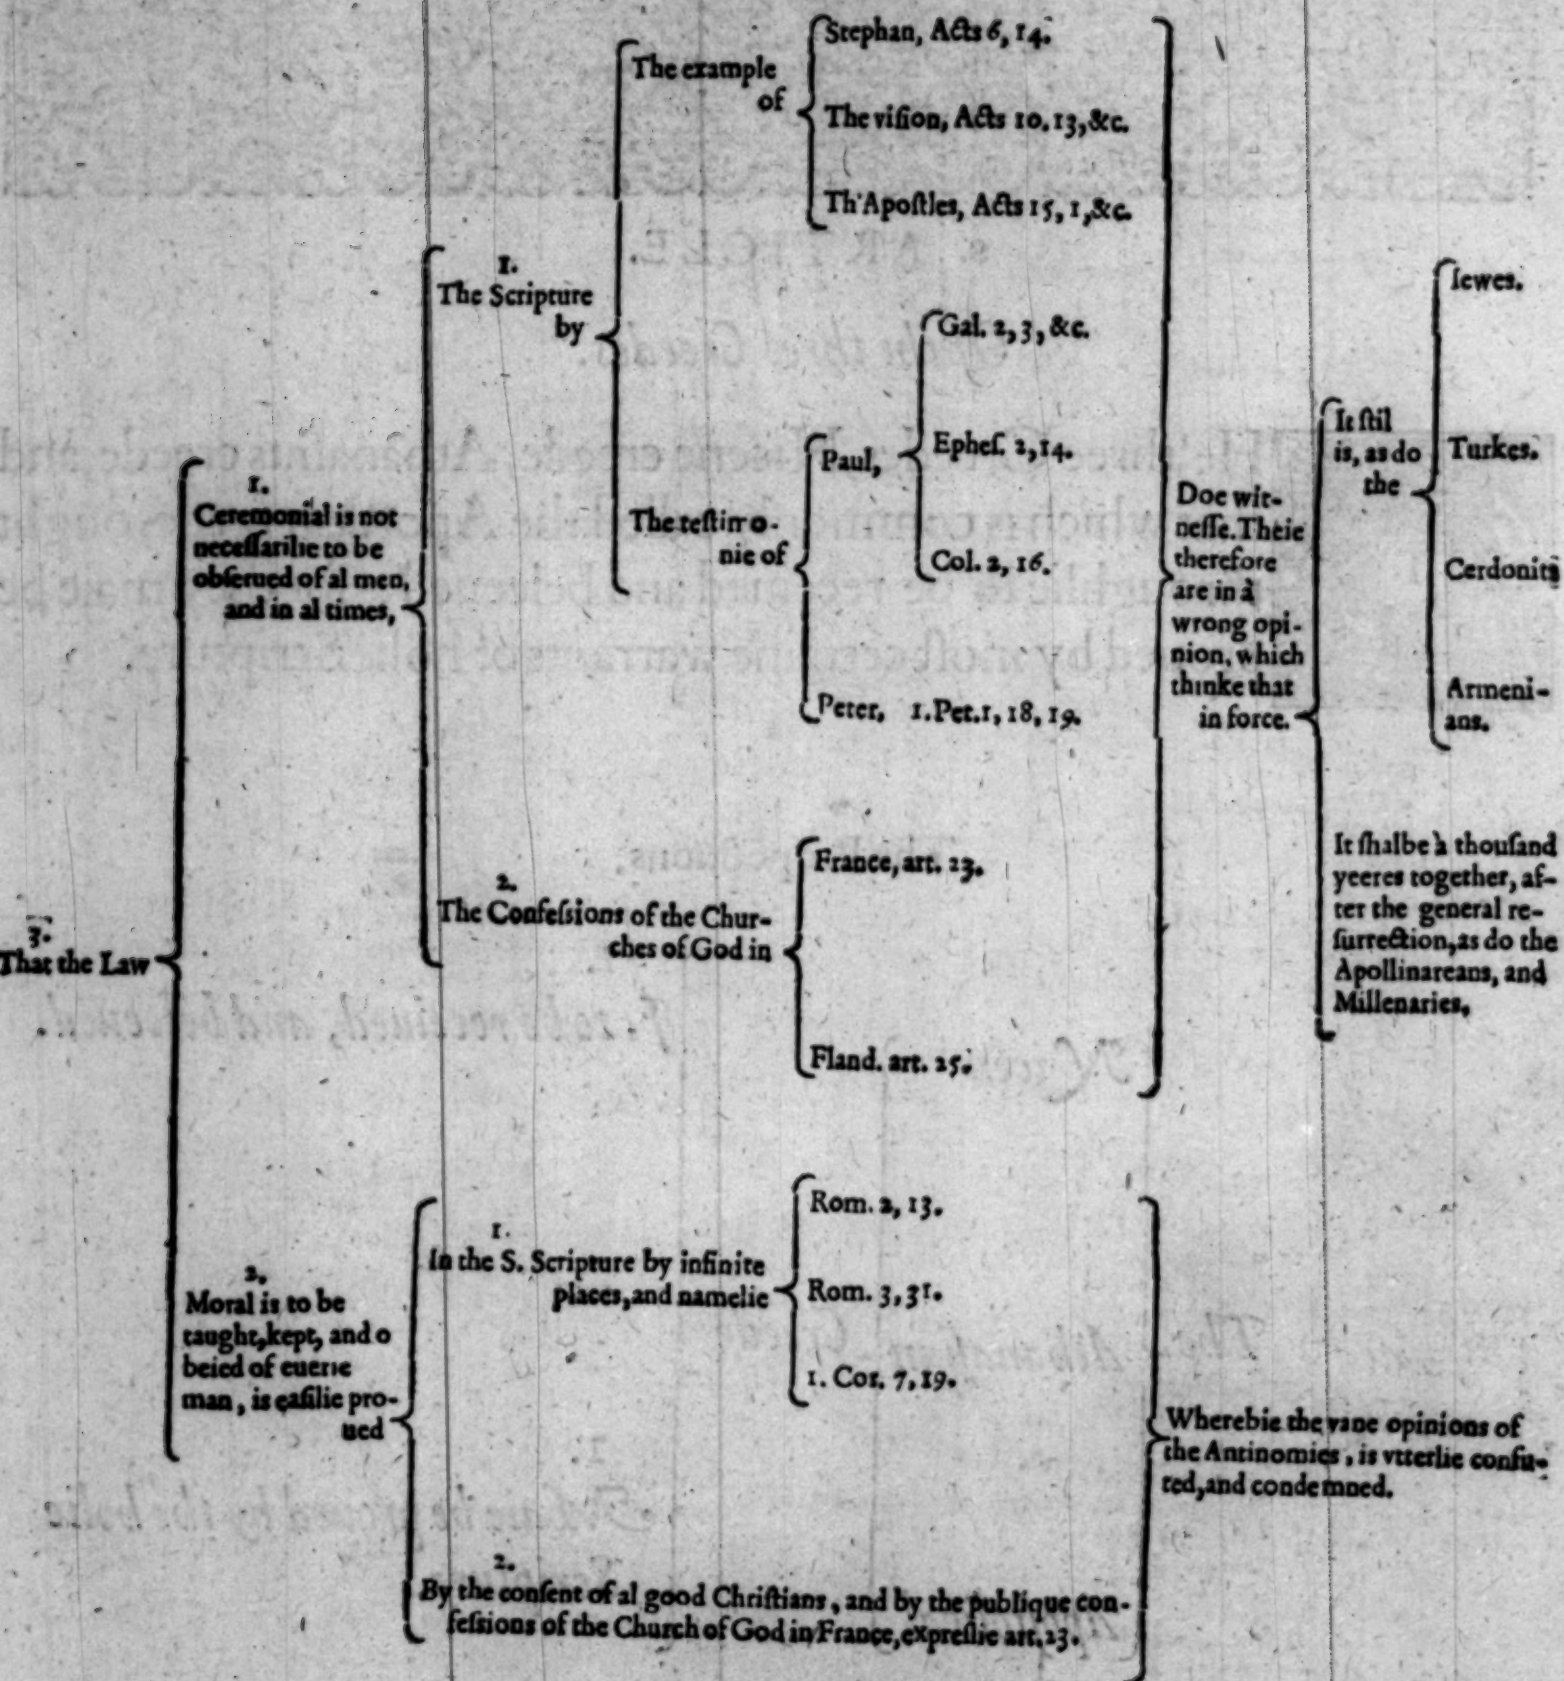 3.
That the Law
1.
Ceremonial is not
neceſſarilie to be
obſerued of al men,
and in al times,
1.
The Scripture
by
The example
of
Stephan, Acts 6, 14.
The viſion, Acts 10. 13, &c.
Th'Apoſtles, Acts 15, 1, &c.
The teſtimo-
nie of
Paul,
Gal. 2, 3, &c.
Epheſ. 2, 14.
Col. 2, 16.
Peter, 1. Pet. 1, 18, 19.
2.
The Confeſsions of the Chur-
ches of God in
France, art. 23.
Fland. art. 25.
Doe wit-
neſſe. Theie
therefore
are in à
wrong opi-
nion, which
thinke that
in force.
It ſtil
is, as do
the
Iewes.
Turkes.
Cerdonits
Armeni-
ans.
It ſhalbe à thouſand
yeeres together, af-
ter the general re-
ſurrection, as do the
Apollinareans, and
Millenaries,
2.
Moral is to be
taught, kept, and o
beied of euerie
man, is eaſilie pro-
ued
1.
In the S. Scripture by infinite
places, and namelie
Rom. 2, 13.
Rom. 3, 31.
1. Cor. 7, 19.
2.
By the conſent of al good Chriſtians, and by the publique con-
feſsions of the Church of God in France, expreſlie art. 23.
Wherebie the vane opinions of
the Antinomies, is vtterlie confu-
ted, and condemned.